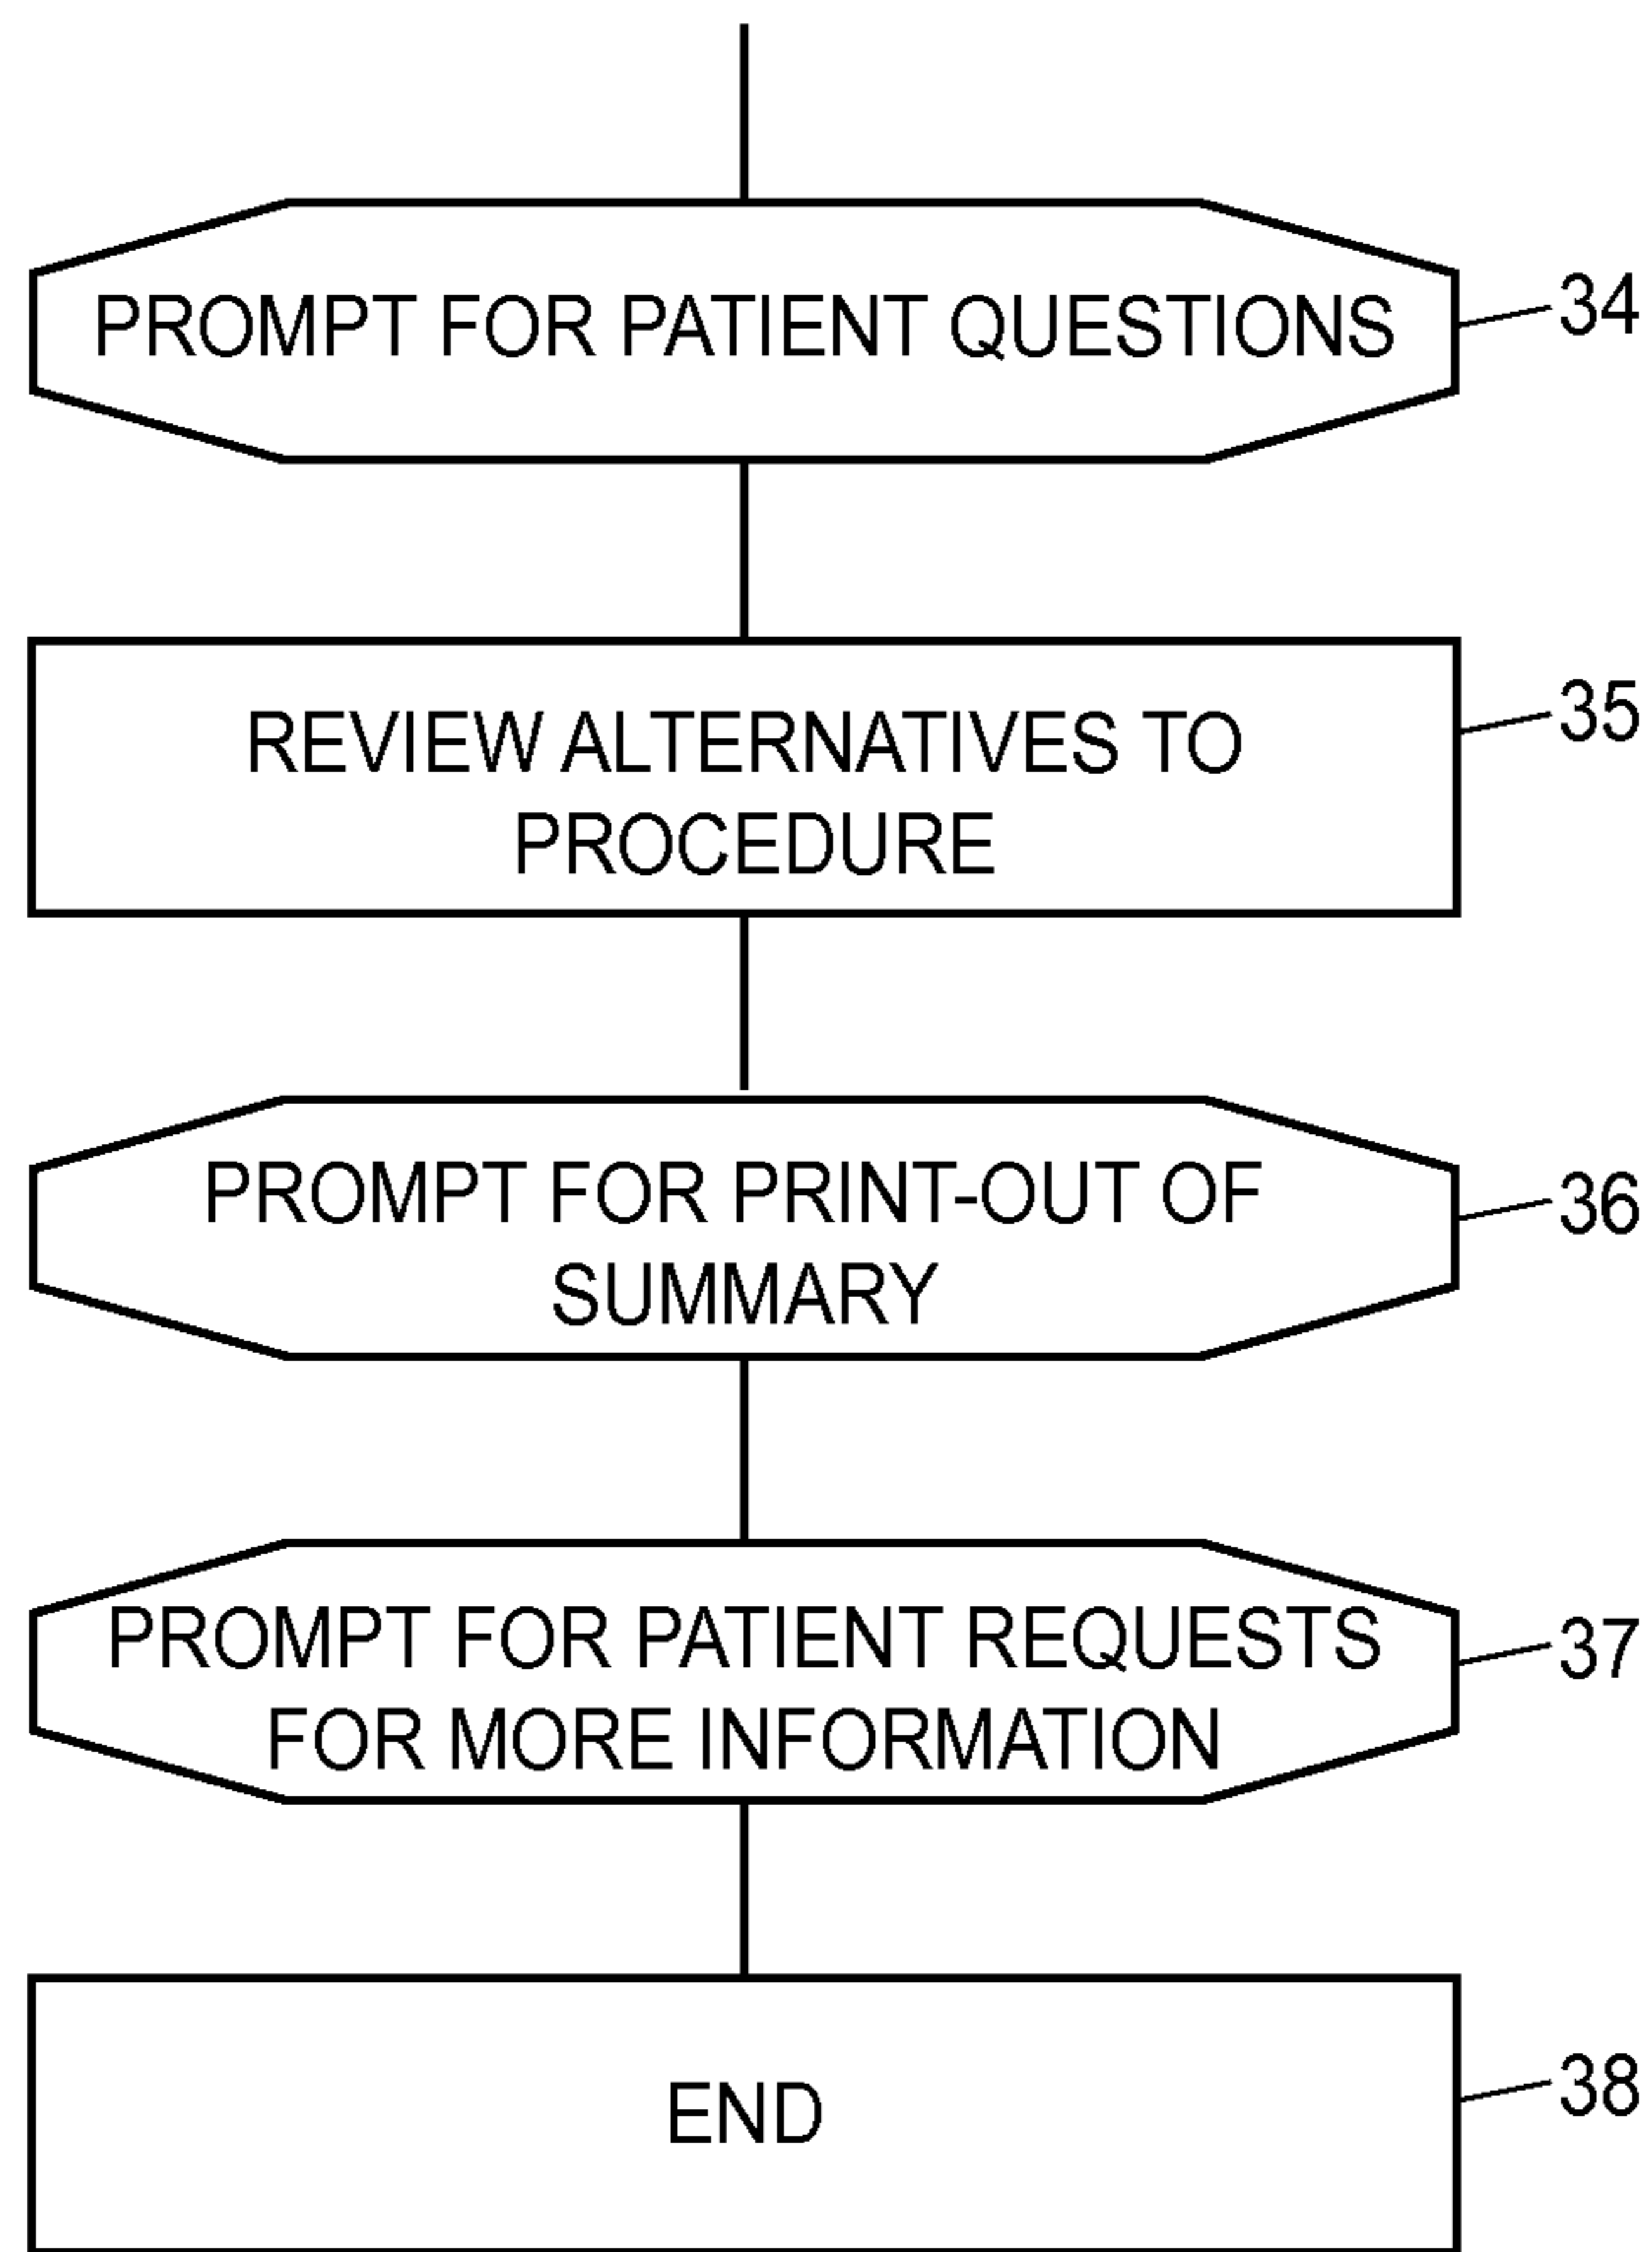 PROMPT FOR PATIENT QUESTIONS
34
REVIEW ALTERNATIVES TO
PROCEDURE
35
PROMPT FOR PRINT-OUT OF
SUMMARY
36
PROMPT FOR PATIENT REQUESTS
FOR MORE INFORMATION
37
END
38